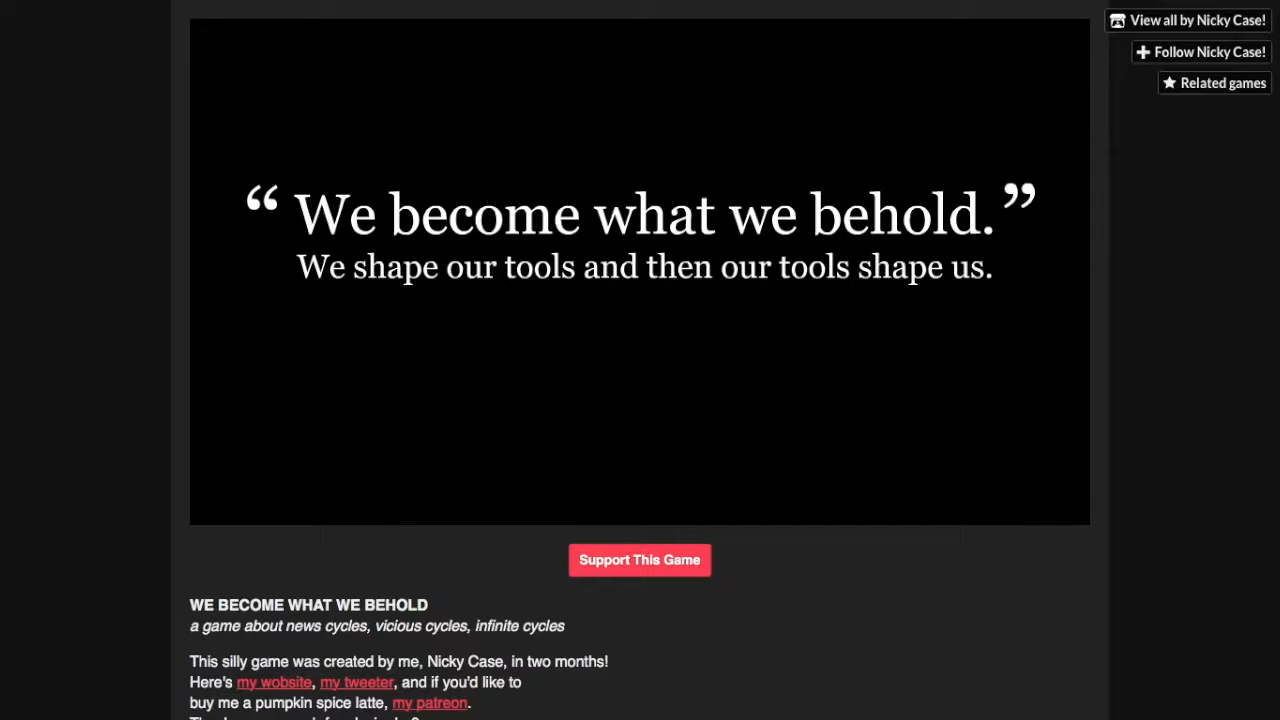 View all by Nicky Case!
Follow Nicky Case!
Related games
“ We become what we behold. ”
We shape our tools and then our tools shape us.
Support This Game
WE BECOME WHAT WE BEHOLD
a game about news cycles, vicious cycles, infinite cycles
This silly game was created by me, Nicky Case, in two months!
Here's my wobsite, my tweeter, and if you'd like to
buy me a pumpkin spice latte, my patreon.